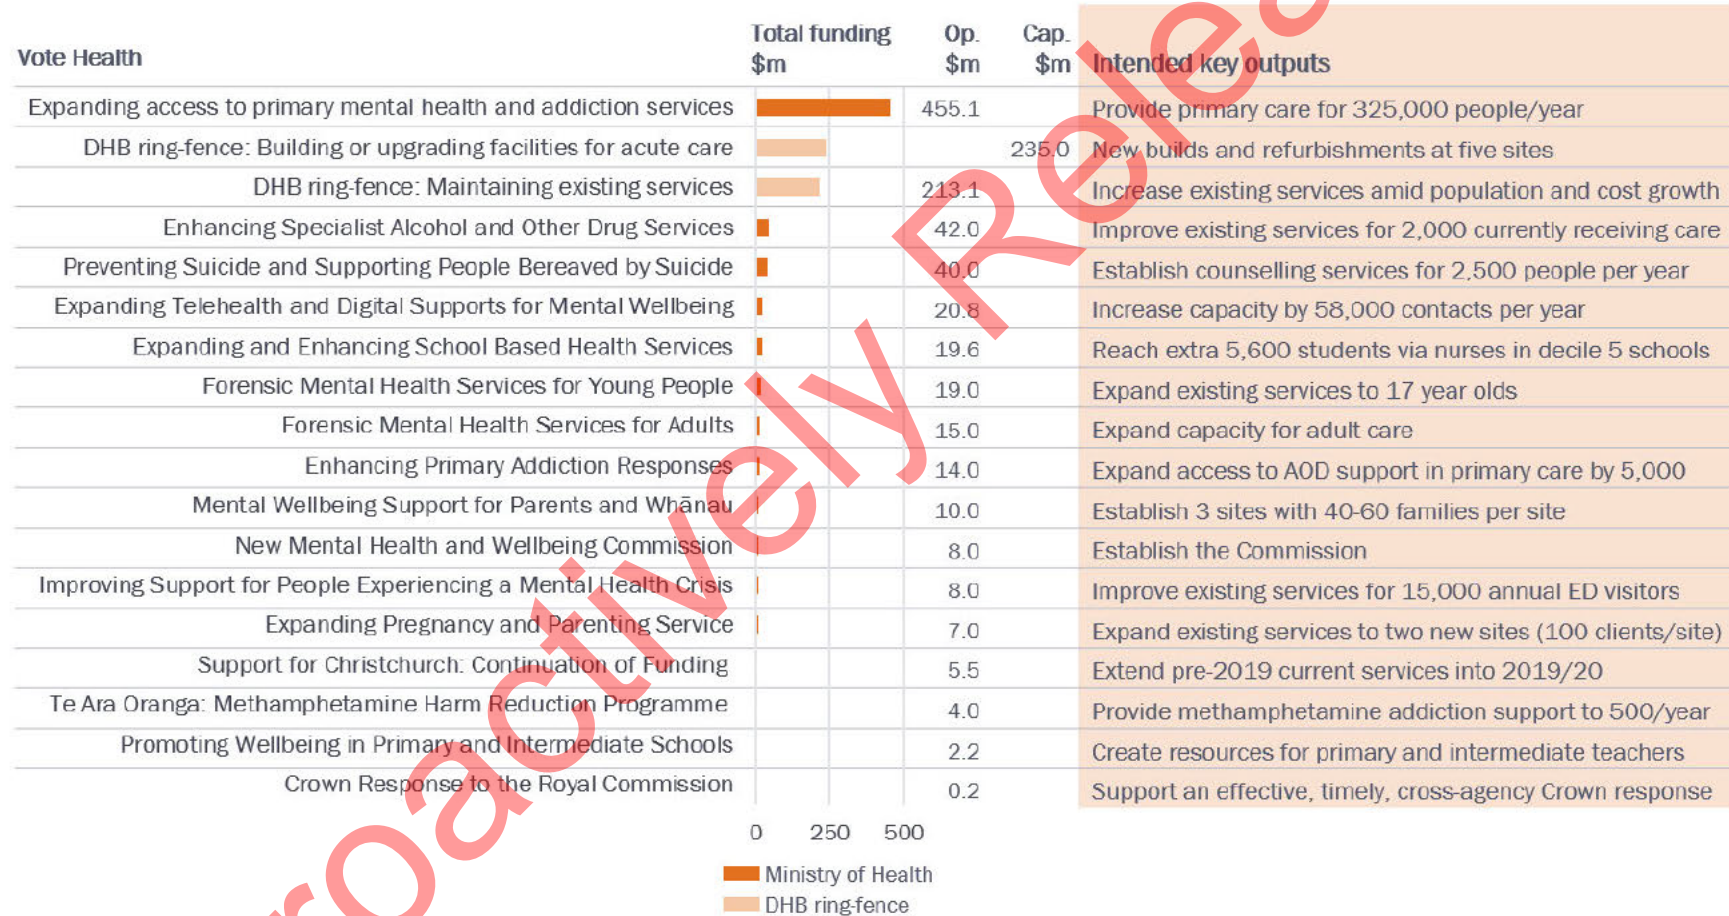 Vote Health Total funding $m Op. $m Cap. $m Intended key outputs
Expanding access to primary mental health and addiction services 455.1 Provide primary care for 325,000 people/year
DHB ring-fence: Building or upgrading facilities for acute care 235.0 New builds and refurbishments at five sites
DHB ring-fence: Maintaining existing services 213.1 Increase existing services amid population and cost growth
Enhancing Specialist Alcohol and Other Drug Services 42.0 Improve existing services for 2,000 currently receiving care
Preventing Suicide and Supporting People Bereaved by Suicide 40.0 Establish counselling services for 2,500 people per year
Expanding Telehealth and Digital Supports for Mental Wellbeing 20.8 Increase capacity by 58,000 contacts per year
Expanding and Enhancing School Based Health Services 19.6 Reach extra 5,600 students via nurses in decile 5 schools
Forensic Mental Health Services for Young People 19.0 Expand existing services to 17 year olds
Forensic Mental Health Services for Adults 15.0 Expand capacity for adult care
Enhancing Primary Addiction Responses 14.0 Expand access to AOD support in primary care by 5,000
Mental Wellbeing Support for Parents and Whānau 10.0 Establish 3 sites with 40-60 families per site
New Mental Health and Wellbeing Commission 8.0 Establish the Commission
Improving Support for People Experiencing a Mental Health Crisis 8.0 Improve existing services for 15,000 annual ED visitors
Expanding Pregnancy and Parenting Service 7.0 Expand existing services to two new sites (100 clients/site)
Support for Christchurch: Continuation of Funding 5.5 Extend pre-2019 current services into 2019/20
Te Ara Oranga: Methamphetamine Harm Reduction Programme 4.0 Provide methamphetamine addiction support to 500/year
Promoting Wellbeing in Primary and Intermediate Schools 2.2 Create resources for primary and intermediate teachers
Crown Response to the Royal Commission 0.2 Support an effective, timely, cross-agency Crown response
0 250 500
Ministry of Health
DHB ring-fence
roactively Relea